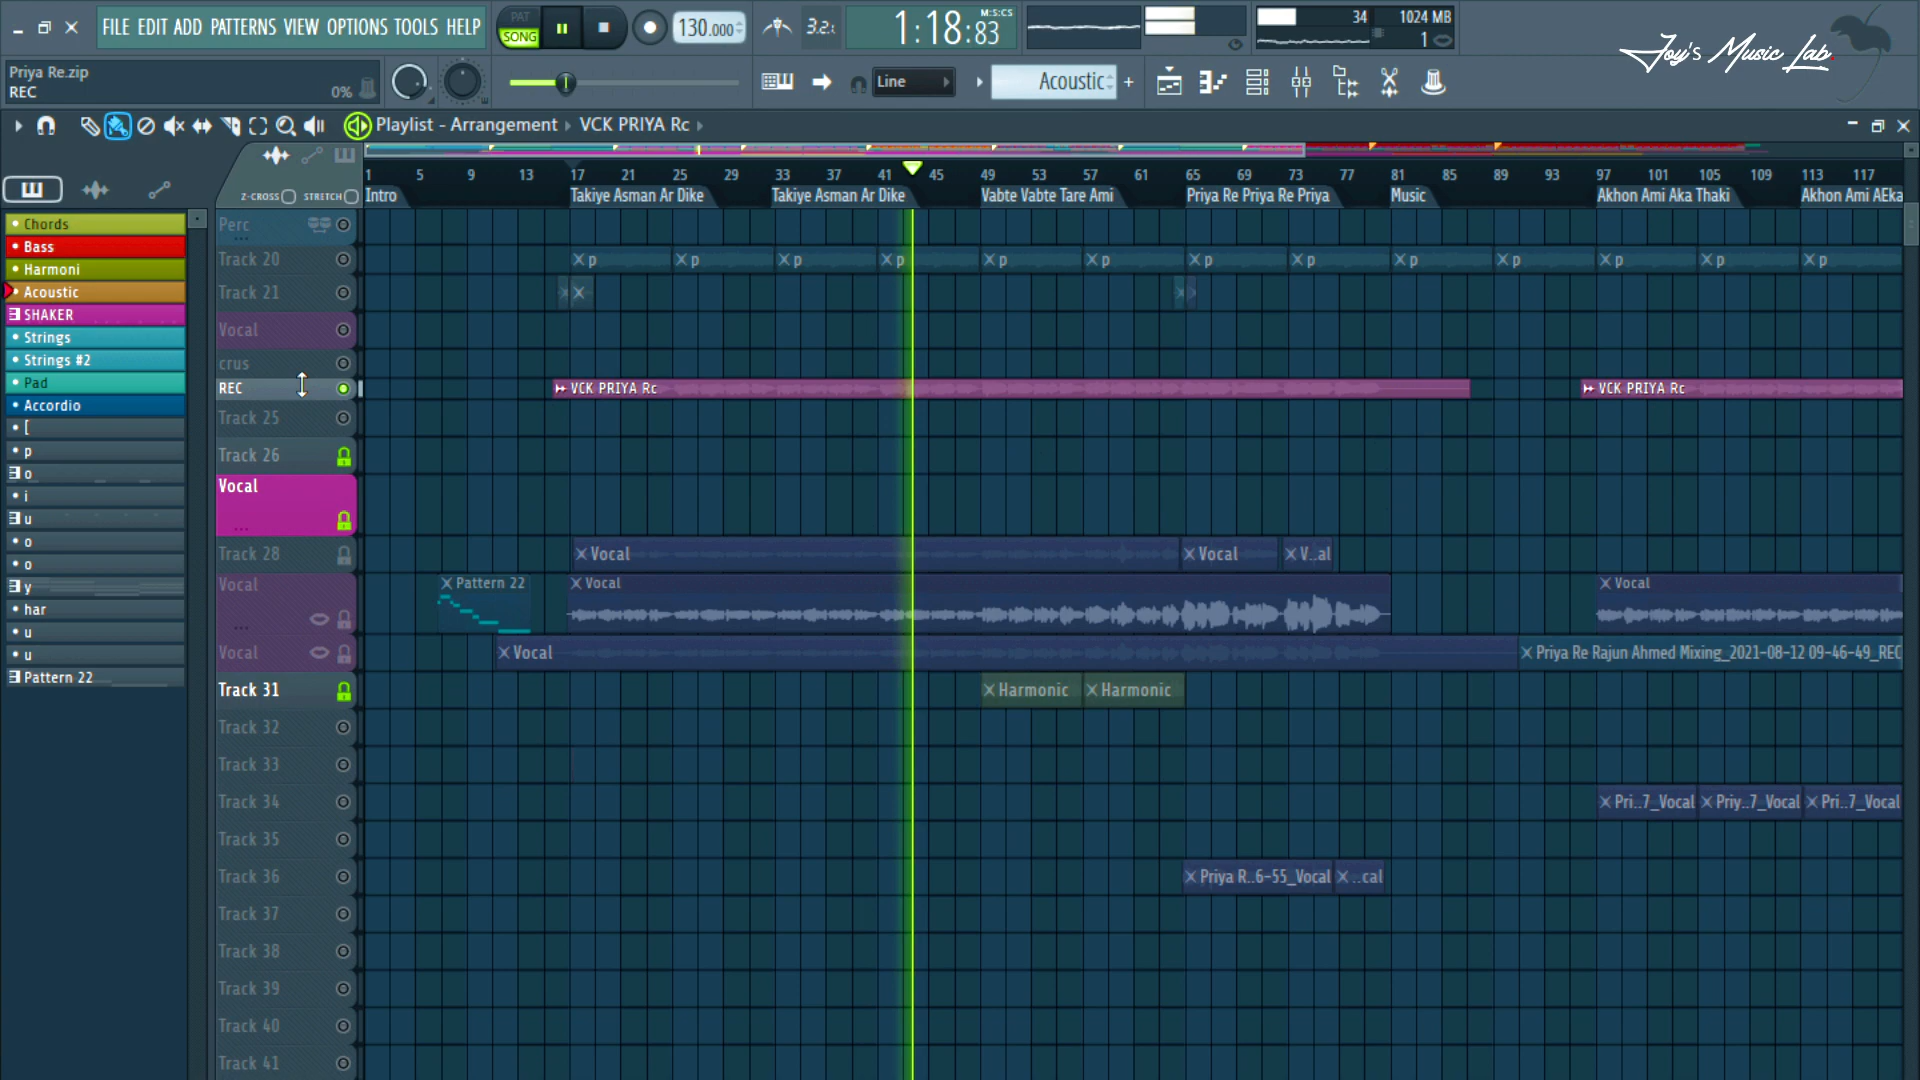 FILE EDIT ADD PATTERNS VIEW OPTIONS TOOLS HELP
PAT
SONG
130.000
3.2.
1:18:83
M:S:CS
34
1024 MB
1
Joy's Music Lab.
Priya Re.zip
REC
0%
Line
Acoustic
+
Playlist - Arrangement
VCK PRIYA Rc
Z-CROSS
STRETCH
1 5 9 13 17 21 25 29 33 37 41 45 49 53 57 61 65 69 73 77 81 85 89 93 97 101 105 109 113 117
Intro
Takiye Asman Ar Dike
Takiye Asman Ar Dike
Vabte Vabte Tare Ami
Priya Re Priya Re Priya
Music
Akhon Ami Aka Thaki
Akhon Ami AEka
Chords
Bass
Harmoni
Acoustic
SHAKER
Strings
Strings #2
Pad
Accordio
[
p
o
i
u
o
o
y
har
u
u
Pattern 22
Perc
Track 20
p p p p p p p p p p p p p
Track 21
Vocal
crus
REC
VCK PRIYA Rc
VCK PRIYA Rc
Track 25
Track 26
Vocal
Track 28
Vocal
Vocal
V..al
Vocal
Pattern 22
Vocal
Vocal
Vocal
Vocal
Priya Re Rajun Ahmed Mixing_2021-08-12 09-46-49_REC
Track 31
Harmonic
Harmonic
Track 32
Track 33
Track 34
Pri..7_Vocal
Priy..7_Vocal
Pri..7_Vocal
Track 35
Track 36
Priya R..6-55_Vocal
..cal
Track 37
Track 38
Track 39
Track 40
Track 41